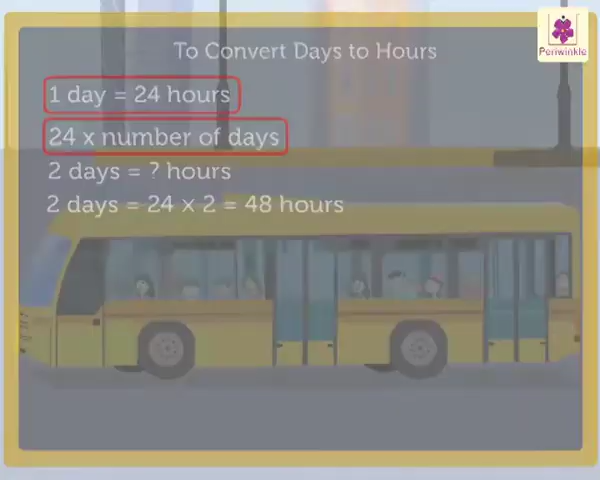 Periwinkle
To Convert Days to Hours
1 day = 24 hours
24 x number of days
2 days = ? hours
2 days = 24 × 2 = 48 hours